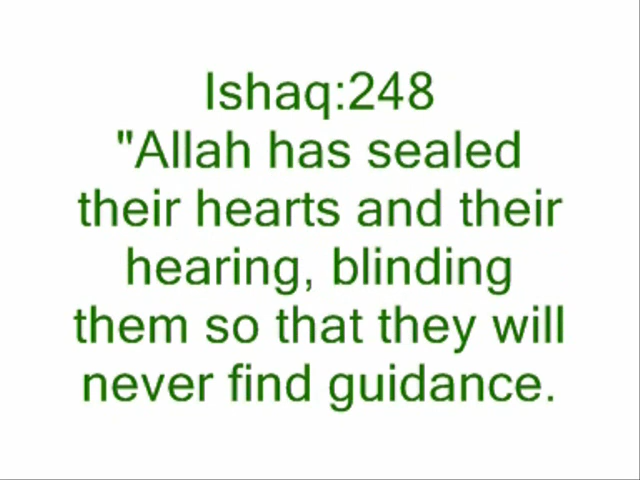 Ishaq:248
"Allah has sealed
their hearts and their
hearing, blinding
them so that they will
never find guidance.